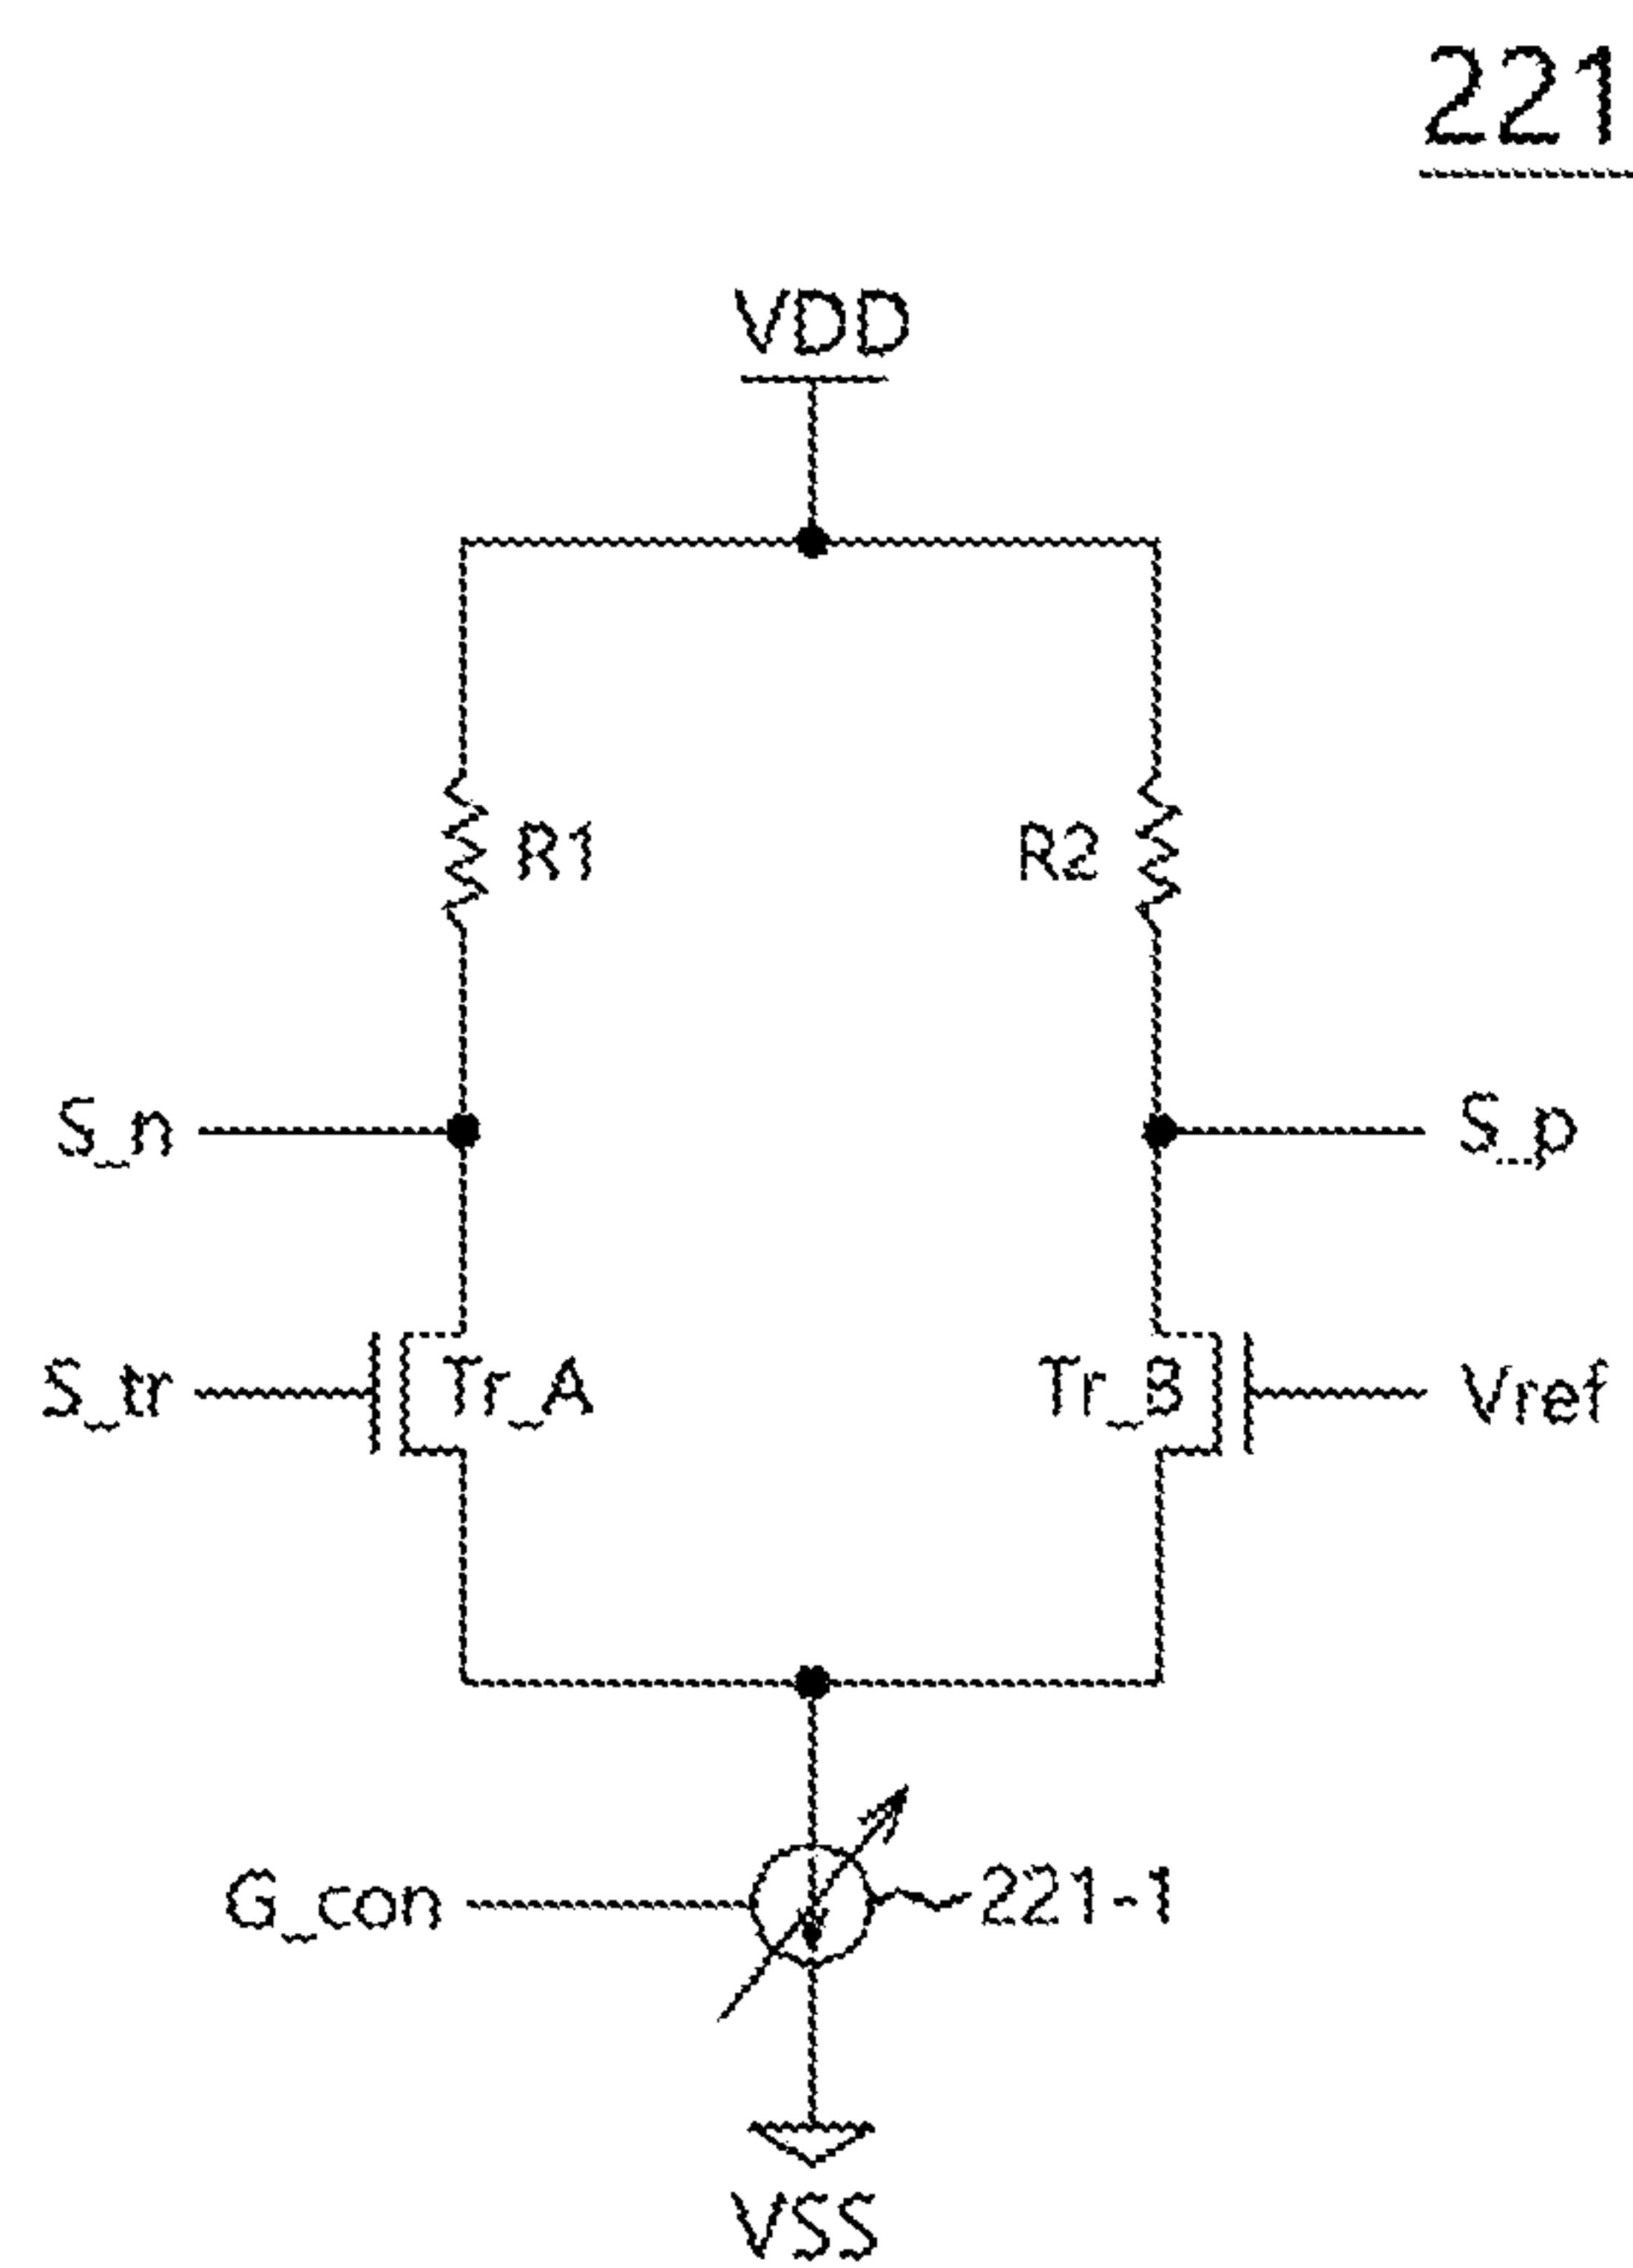 221
VDD
R1
R2
S_n
S_p
S_tr
Tr_A
Tr_B
Vref
G_con
221-1
VSS